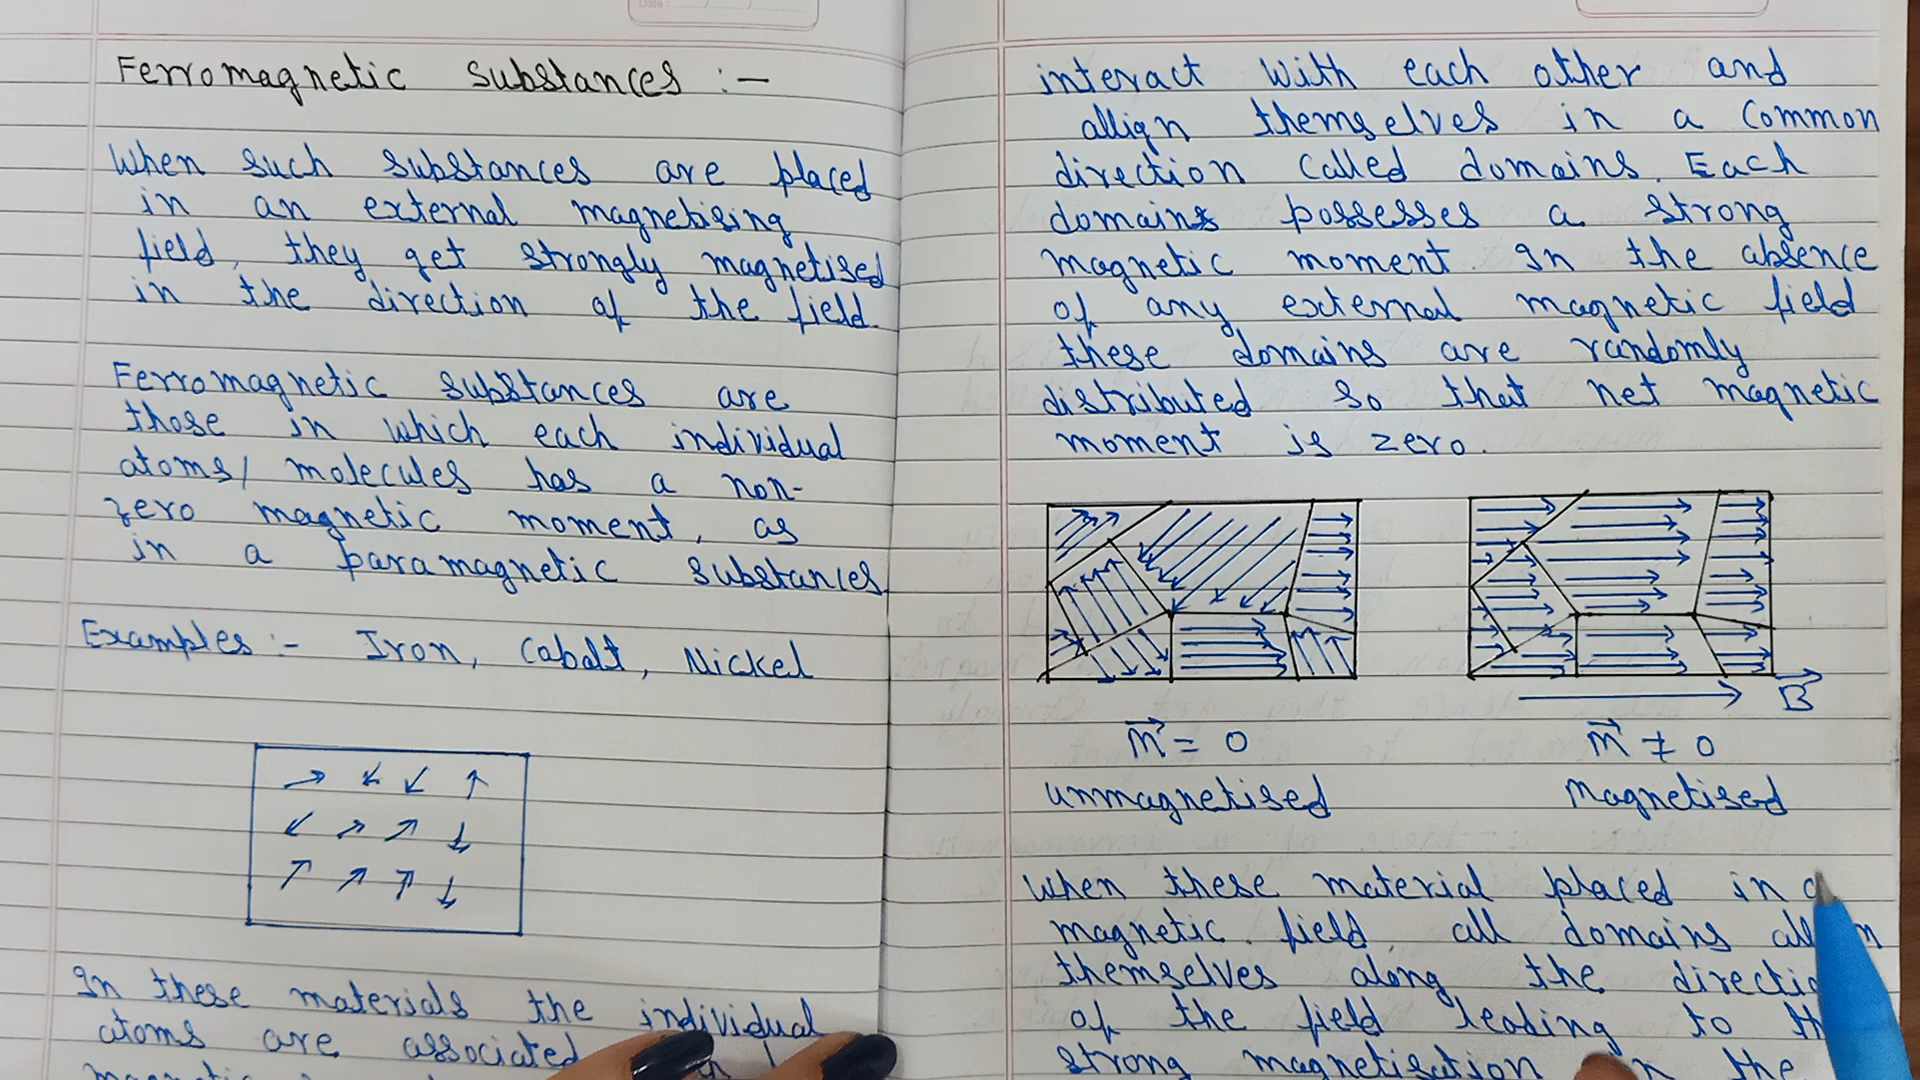 Date :
Ferromagnetic substances : —
When such substances are placed
in an external magnetising
field, they get strongly magnetised
in the direction of the field.
Ferromagnetic substances are
those in which each individual
atoms/ molecules has a non-
zero magnetic moment, as
in a paramagnetic substances.
Examples :- Iron, Cabalt, Nickel
In these materials the individual
atoms are associated
interact with each other and
allign themselves in a common
direction called domains. Each
domains possesses a strong
magnetic moment. In the absence
of any external magnetic field
these domains are randomly
distributed so that net magnetic
moment is zero.
B
m = 0
m ≠ 0
unmagnetised
magnetised
When these material placed in
magnetic field, all domains
themselves along the
of the field leading to
strong magnetisation the